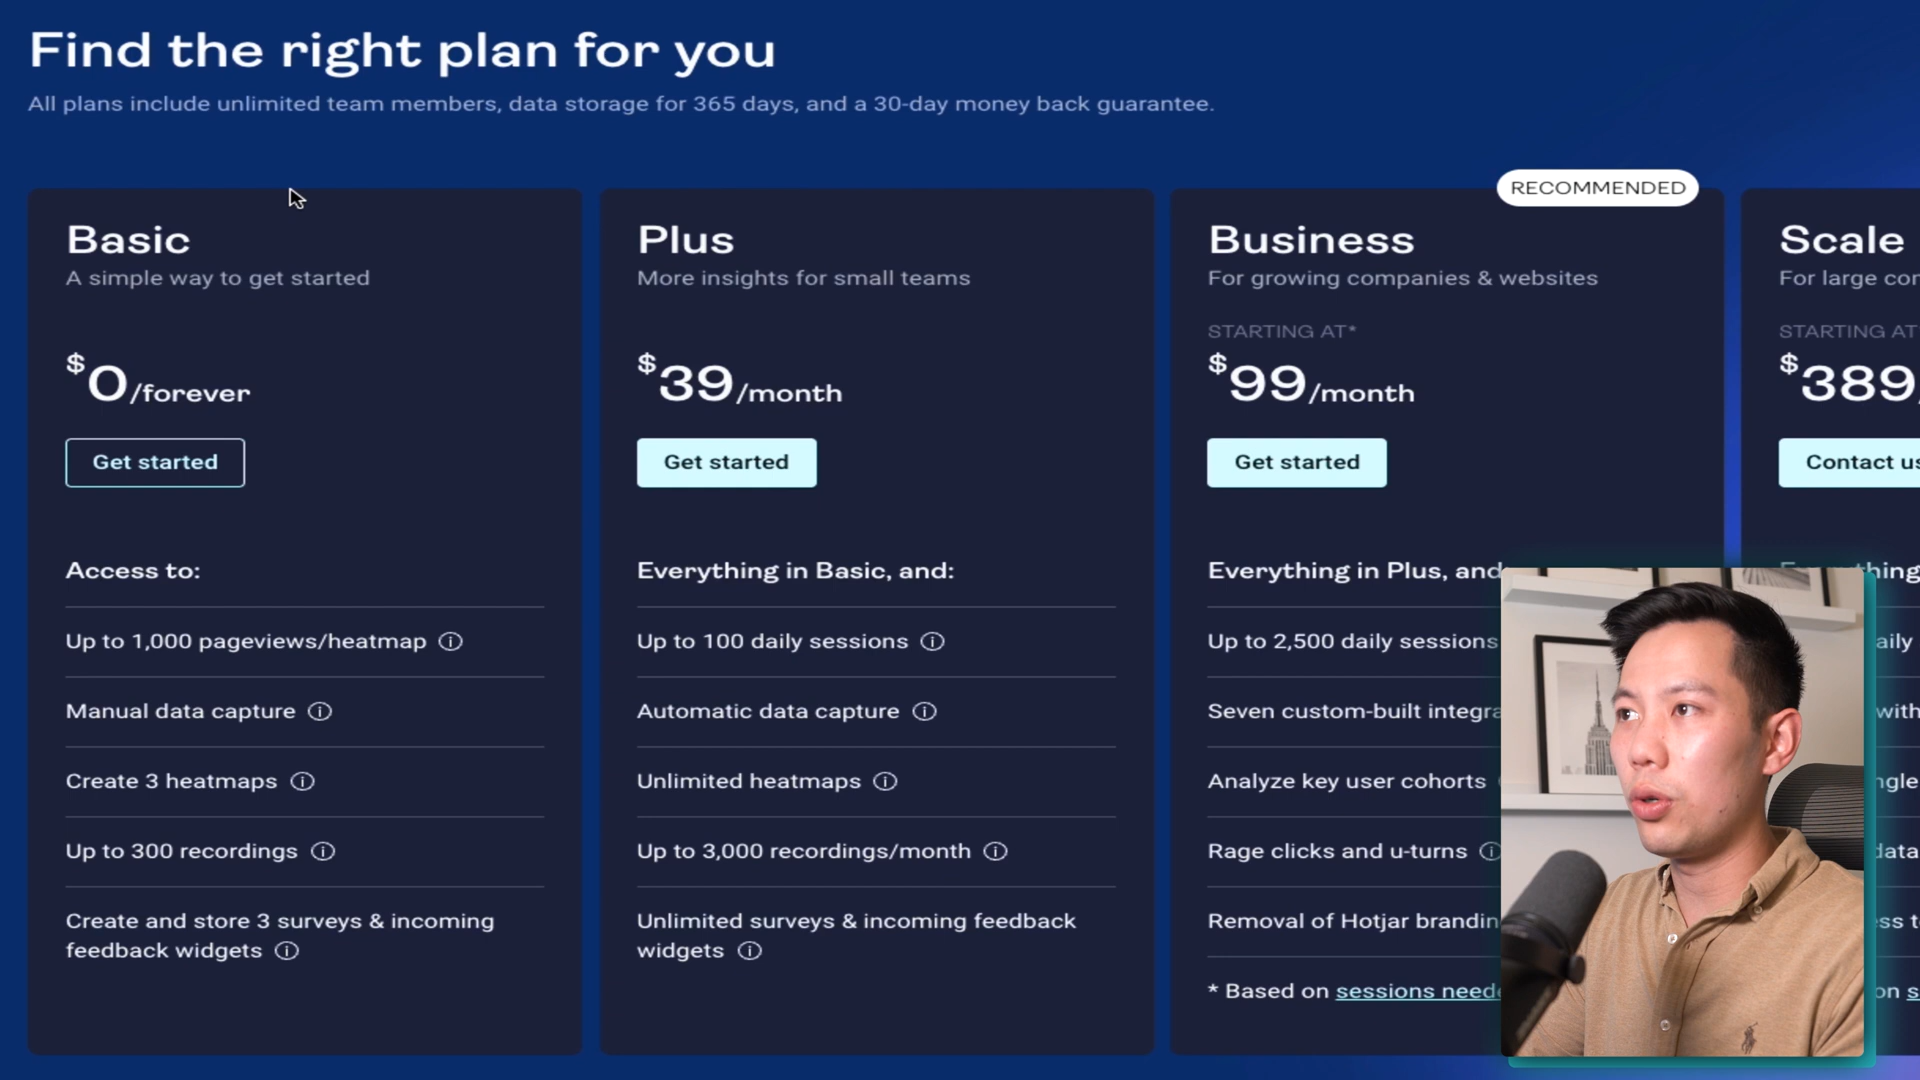 Find the right plan for you
All plans include unlimited team members, data storage for 365 days, and a 30-day money back guarantee.
Basic
A simple way to get started
$0/forever
Get started
Access to:
Up to 1,000 pageviews/heatmap
Manual data capture
Create 3 heatmaps
Up to 300 recordings
Create and store 3 surveys & incoming
feedback widgets
Plus
More insights for small teams
$39/month
Get started
Everything in Basic, and:
Up to 100 daily sessions
Automatic data capture
Unlimited heatmaps
Up to 3,000 recordings/month
Unlimited surveys & incoming feedback
widgets
RECOMMENDED
Business
For growing companies & websites
STARTING AT*
$99/month
Get started
Everything in Plus, and
Up to 2,500 daily sessions
Seven custom-built
Analyze key user cohorts
Rage clicks and u-turns
Removal of Hotjar
* Based on sessions
Scale
For large
STARTING AT
$389
Contact us